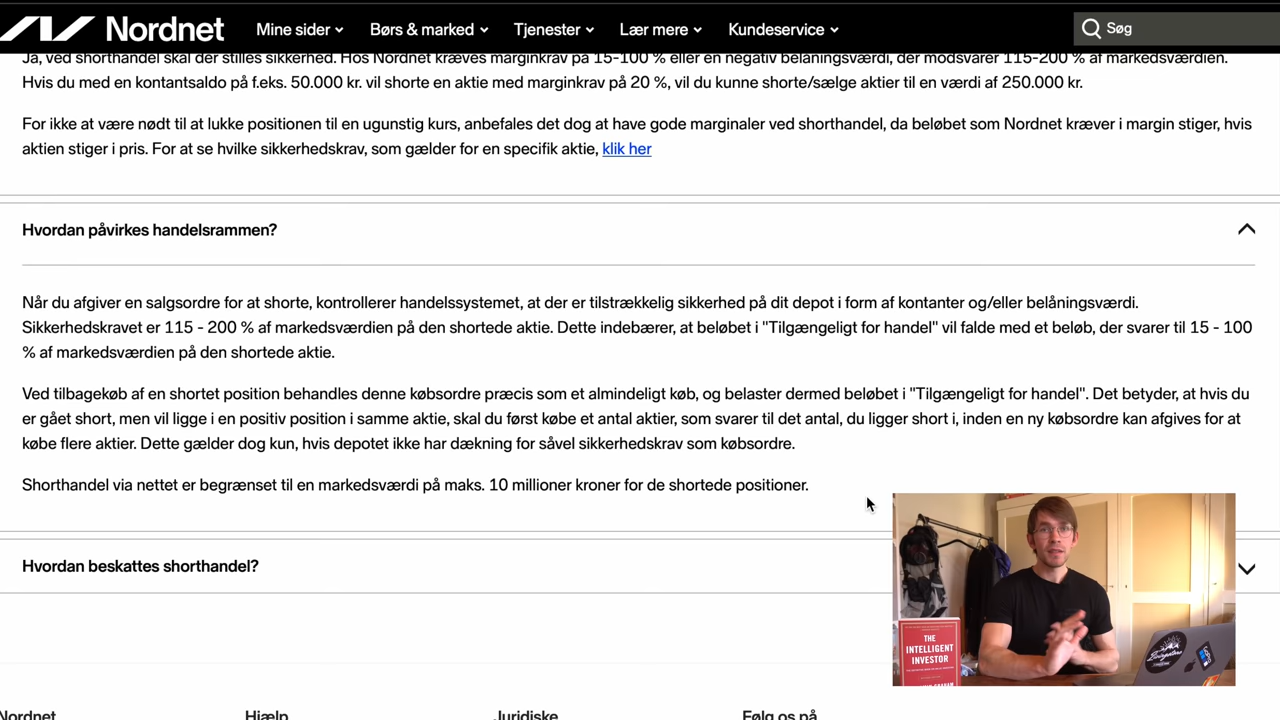 Nordnet
Mine sider
Børs & marked
Tjenester
Lær mere
Kundeservice
Søg
Ja, ved shorthandel skal der stilles sikkerhed. Hos Nordnet kræves marginkrav på 15-100 % eller en negativ belåningsværdi, der modsvarer 115-200 % af markedsværdien.
Hvis du med en kontantsaldo på f.eks. 50.000 kr. vil shorte en aktie med marginkrav på 20 %, vil du kunne shorte/sælge aktier til en værdi af 250.000 kr.
For ikke at være nødt til at lukke positionen til en ugunstig kurs, anbefales det dog at have gode marginaler ved shorthandel, da beløbet som Nordnet kræver i margin stiger, hvis
aktien stiger i pris. For at se hvilke sikkerhedskrav, som gælder for en specifik aktie, klik her
Hvordan påvirkes handelsrammen?
Når du afgiver en salgsordre for at shorte, kontrollerer handelssystemet, at der er tilstrækkelig sikkerhed på dit depot i form af kontanter og/eller belåningsværdi.
Sikkerhedskravet er 115 - 200 % af markedsværdien på den shortede aktie. Dette indebærer, at beløbet i "Tilgængeligt for handel" vil falde med et beløb, der svarer til 15 - 100
% af markedsværdien på den shortede aktie.
Ved tilbagekøb af en shortet position behandles denne købsordre præcis som et almindeligt køb, og belaster dermed beløbet i "Tilgængeligt for handel". Det betyder, at hvis du
er gået short, men vil ligge i en positiv position i samme aktie, skal du først købe et antal aktier, som svarer til det antal, du ligger short i, inden en ny købsordre kan afgives for at
købe flere aktier. Dette gælder dog kun, hvis depotet ikke har dækning for såvel sikkerhedskrav som købsordre.
Shorthandel via nettet er begrænset til en markedsværdi på maks. 10 millioner kroner for de shortede positioner.
Hvordan beskattes shorthandel?
THE
INTELLIGENT
INVESTOR
Nordnet
Hjælp
Juridiske
Følg os på